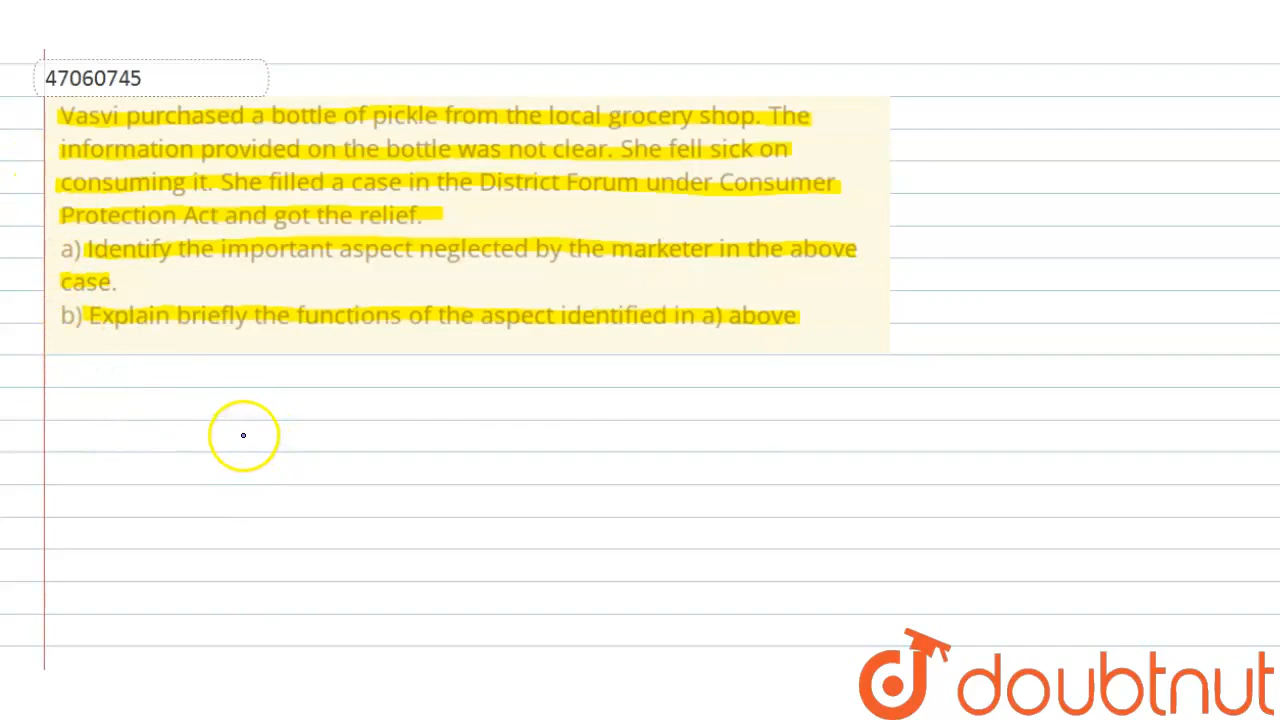 47060745
Vasvi purchased a bottle of pickle from the local grocery shop. The
information provided on the bottle was not clear. She fell sick on
consuming it. She filled a case in the District Forum under Consumer
Protection Act and got the relief.
a) Identify the important aspect neglected by the marketer in the above
case.
b) Explain briefly the functions of the aspect identified in a) above
doubtnut